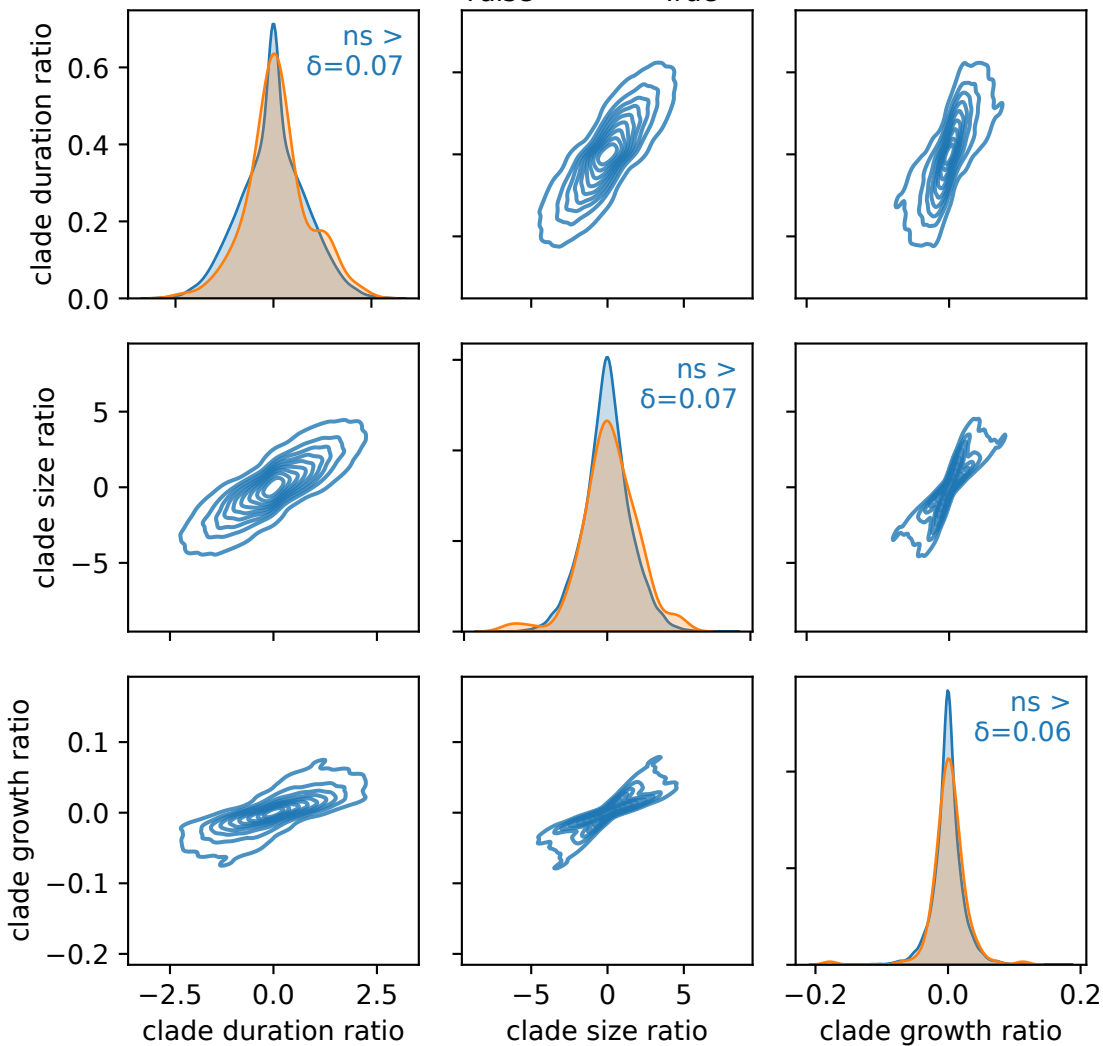 False True
clade duration ratio
0.6
0.4
0.2
0.0
ns >
δ=0.07
clade size ratio
5
0
−5
ns >
δ=0.07
clade growth ratio
0.1
0.0
−0.1
−0.2
ns >
δ=0.06
−2.5 0.0 2.5
−5 0 5
−0.2 0.0 0.2
clade duration ratio
clade size ratio
clade growth ratio